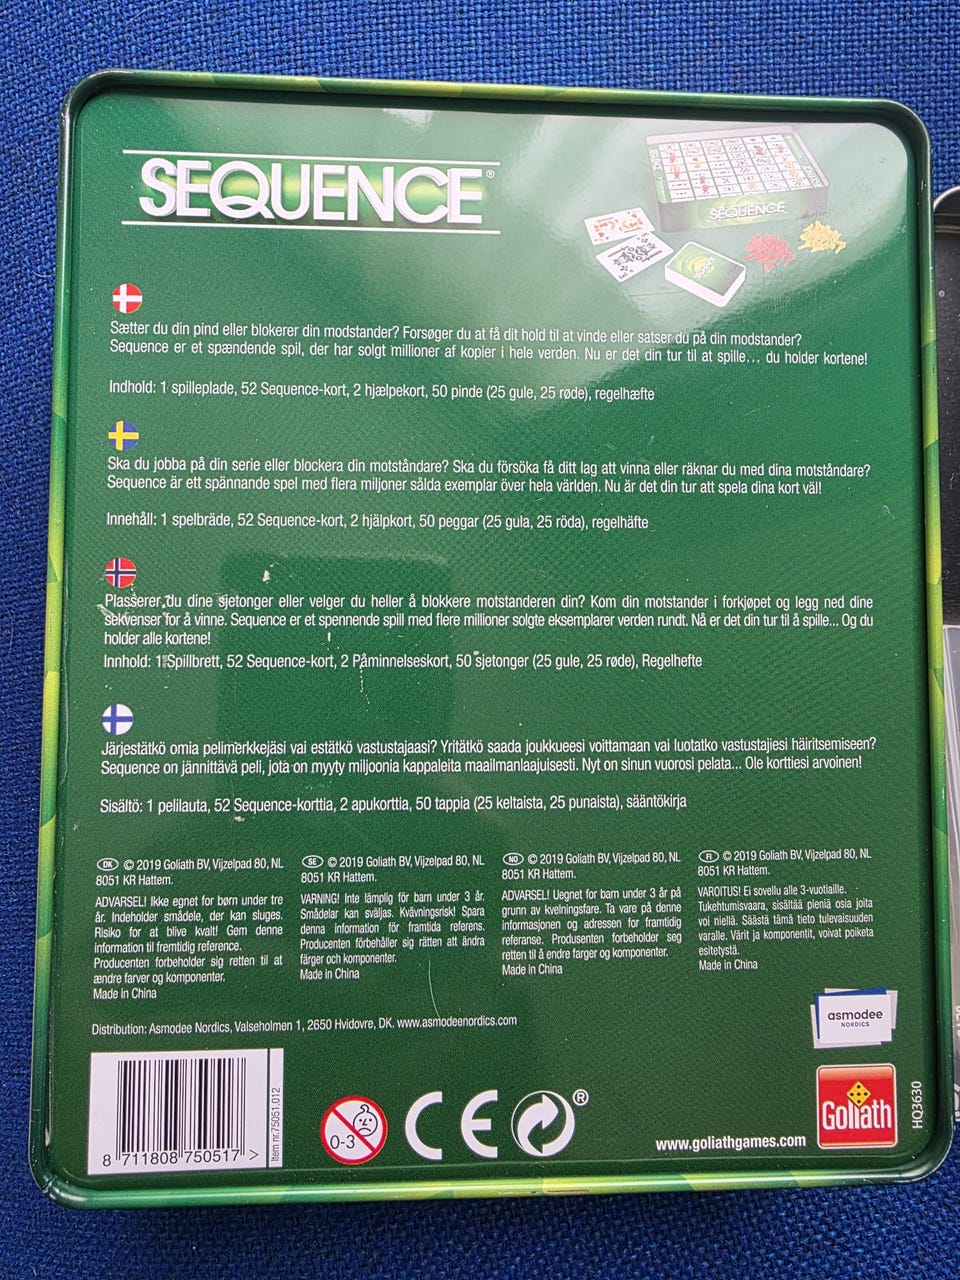 SEQUENCE®
SEQUENCE
Sætter du din pind eller blokerer din modstander? Forsøger du at få dit hold til at vinde eller satser du på din modstander?
Sequence er et spændende spil, der har solgt millioner af kopier i hele verden. Nu er det din tur til at spille... du holder kortene!
Indhold: 1 spilleplade, 52 Sequence-kort, 2 hjælpekort, 50 pinde (25 gule, 25 røde), regelhæfte
Ska du jobba på din serie eller blockera din motståndare? Ska du försöka få ditt lag att vinna eller räknar du med dina motståndare?
Sequence är ett spännande spel med flera miljoner sålda exemplar över hela världen. Nu är det din tur att spela dina kort väl!
Innehåll: 1 spelbräde, 52 Sequence-kort, 2 hjälpkort, 50 peggar (25 gula, 25 röda), regelhäfte
Plasserer du dine sjetonger eller velger du heller å blokkere motstanderen din? Kom din motstander i forkjøpet og legg ned dine
sekvenser for å vinne. Sequence er et spennende spill med flere millioner solgte eksemplarer verden rundt. Nå er det din tur til å spille... Og du
holder alle kortene!
Innhold: 1 Spillbrett, 52 Sequence-kort, 2 Påminnelseskort, 50 sjetonger (25 gule, 25 røde), Regelhefte
Järjestätkö omia pelimerkkejäsi vai estätkö vastustajaasi? Yritätkö saada joukkueesi voittamaan vai luotatko vastustajiesi häiritsemiseen?
Sequence on jännittävä peli, jota on myyty miljoonia kappaleita maailmanlaajuisesti. Nyt on sinun vuorosi pelata... Ole korttiesi arvoinen!
Sisältö: 1 pelilauta, 52 Sequence-korttia, 2 apukorttia, 50 tappia (25 keltaista, 25 punaista), sääntökirja
DK © 2019 Goliath BV, Vijzelpad 80, NL
8051 KR Hattem.
ADVARSEL! Ikke egnet for børn under tre
år. Indeholder smådele, der kan sluges.
Risiko for at blive kvalt! Gem denne
information til fremtidig reference.
Producenten forbeholder sig retten til at
ændre farver og komponenter.
Made in China
SE © 2019 Goliath BV, Vijzelpad 80, NL
8051 KR Hattem.
VARNING! Inte lämplig för barn under 3 år.
Smådelar kan sväljas. Kvävningsrisk! Spara
denna information för framtida referens.
Producenten förbehåller sig rätten att ändra
färger och komponenter.
Made in China
NO © 2019 Goliath BV, Vijzelpad 80, NL
8051 KR Hattem.
ADVARSEL! Uegnet for barn under 3 år på
grunn av kvelningsfare. Ta vare på denne
informasjonen og adressen for framtidig
referanse. Produsenten forbeholder seg
retten til å endre farger og komponenter.
Made in China
FI © 2019 Goliath BV, Vijzelpad 80, NL
8051 KR Hattem.
VAROITUS! Ei sovellu alle 3-vuotiaille.
Tukehtumisvaara, sisältää pieniä osia joita
voi niellä. Säästä tämä tieto tulevaisuuden
varalle. Värit ja komponentit, voivat poiketa
esitetystä.
Made in China
Distribution: Asmodee Nordics, Valseholmen 1, 2650 Hvidovre, DK. www.asmodeenordics.com
asmodee
NORDICS
8 711808 750517 >
Item nr.75051.012
0-3
CE
®
www.goliathgames.com
Goliath
HQ3630